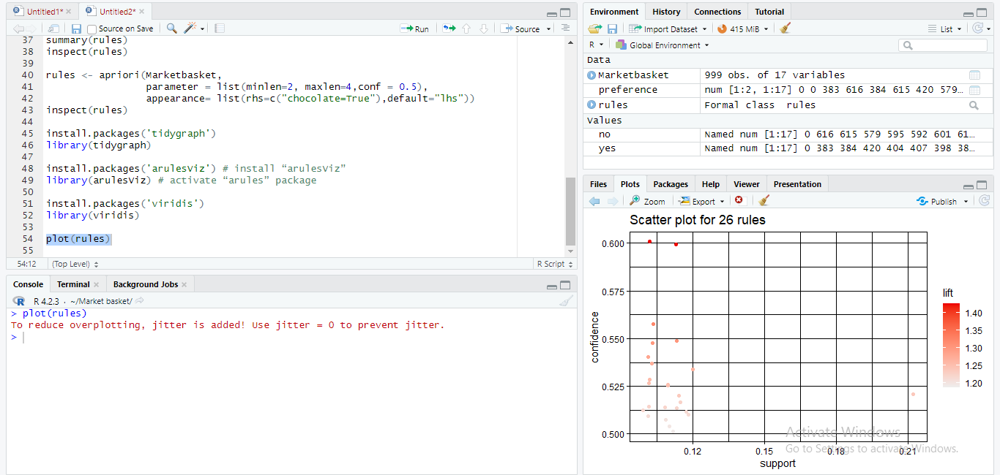 Untitled1* ×
Untitled2* ×
Source on Save
Run
Source
37 summary(rules)
38 inspect(rules)
39
40 rules <- apriori(Marketbasket,
41 parameter = list(minlen=2, maxlen=4,conf = 0.5),
42 appearance= list(rhs=c("chocolate=True"),default="lhs"))
43 inspect(rules)
44
45 install.packages('tidygraph')
46 library(tidygraph)
47
48 install.packages('arulesViz') # install “arulesViz”
49 library(arulesViz) # activate “arules” package
50
51 install.packages('viridis')
52 library(viridis)
53
54 plot(rules)
55
54:12 (Top Level) R Script
Console Terminal × Background Jobs ×
R R 4.2.3 · ~/Market basket/
> plot(rules)
To reduce overplotting, jitter is added! Use jitter = 0 to prevent jitter.
>
Environment History Connections Tutorial
Import Dataset 415 MiB List
R Global Environment
Data
Marketbasket 999 obs. of 17 variables
preference num [1:2, 1:17] 0 0 383 616 384 615 420 579…
rules Formal class rules
Values
no Named num [1:17] 0 616 615 579 595 592 601 61…
yes Named num [1:17] 0 383 384 420 404 407 398 38…
Files Plots Packages Help Viewer Presentation
Zoom Export Publish
Scatter plot for 26 rules
0.600
0.575
0.550
0.525
0.500
confidence
0.12 0.15 0.18 0.21
support
lift
1.40
1.35
1.30
1.25
1.20
Activate Windows
Go to Settings to activate Windows.